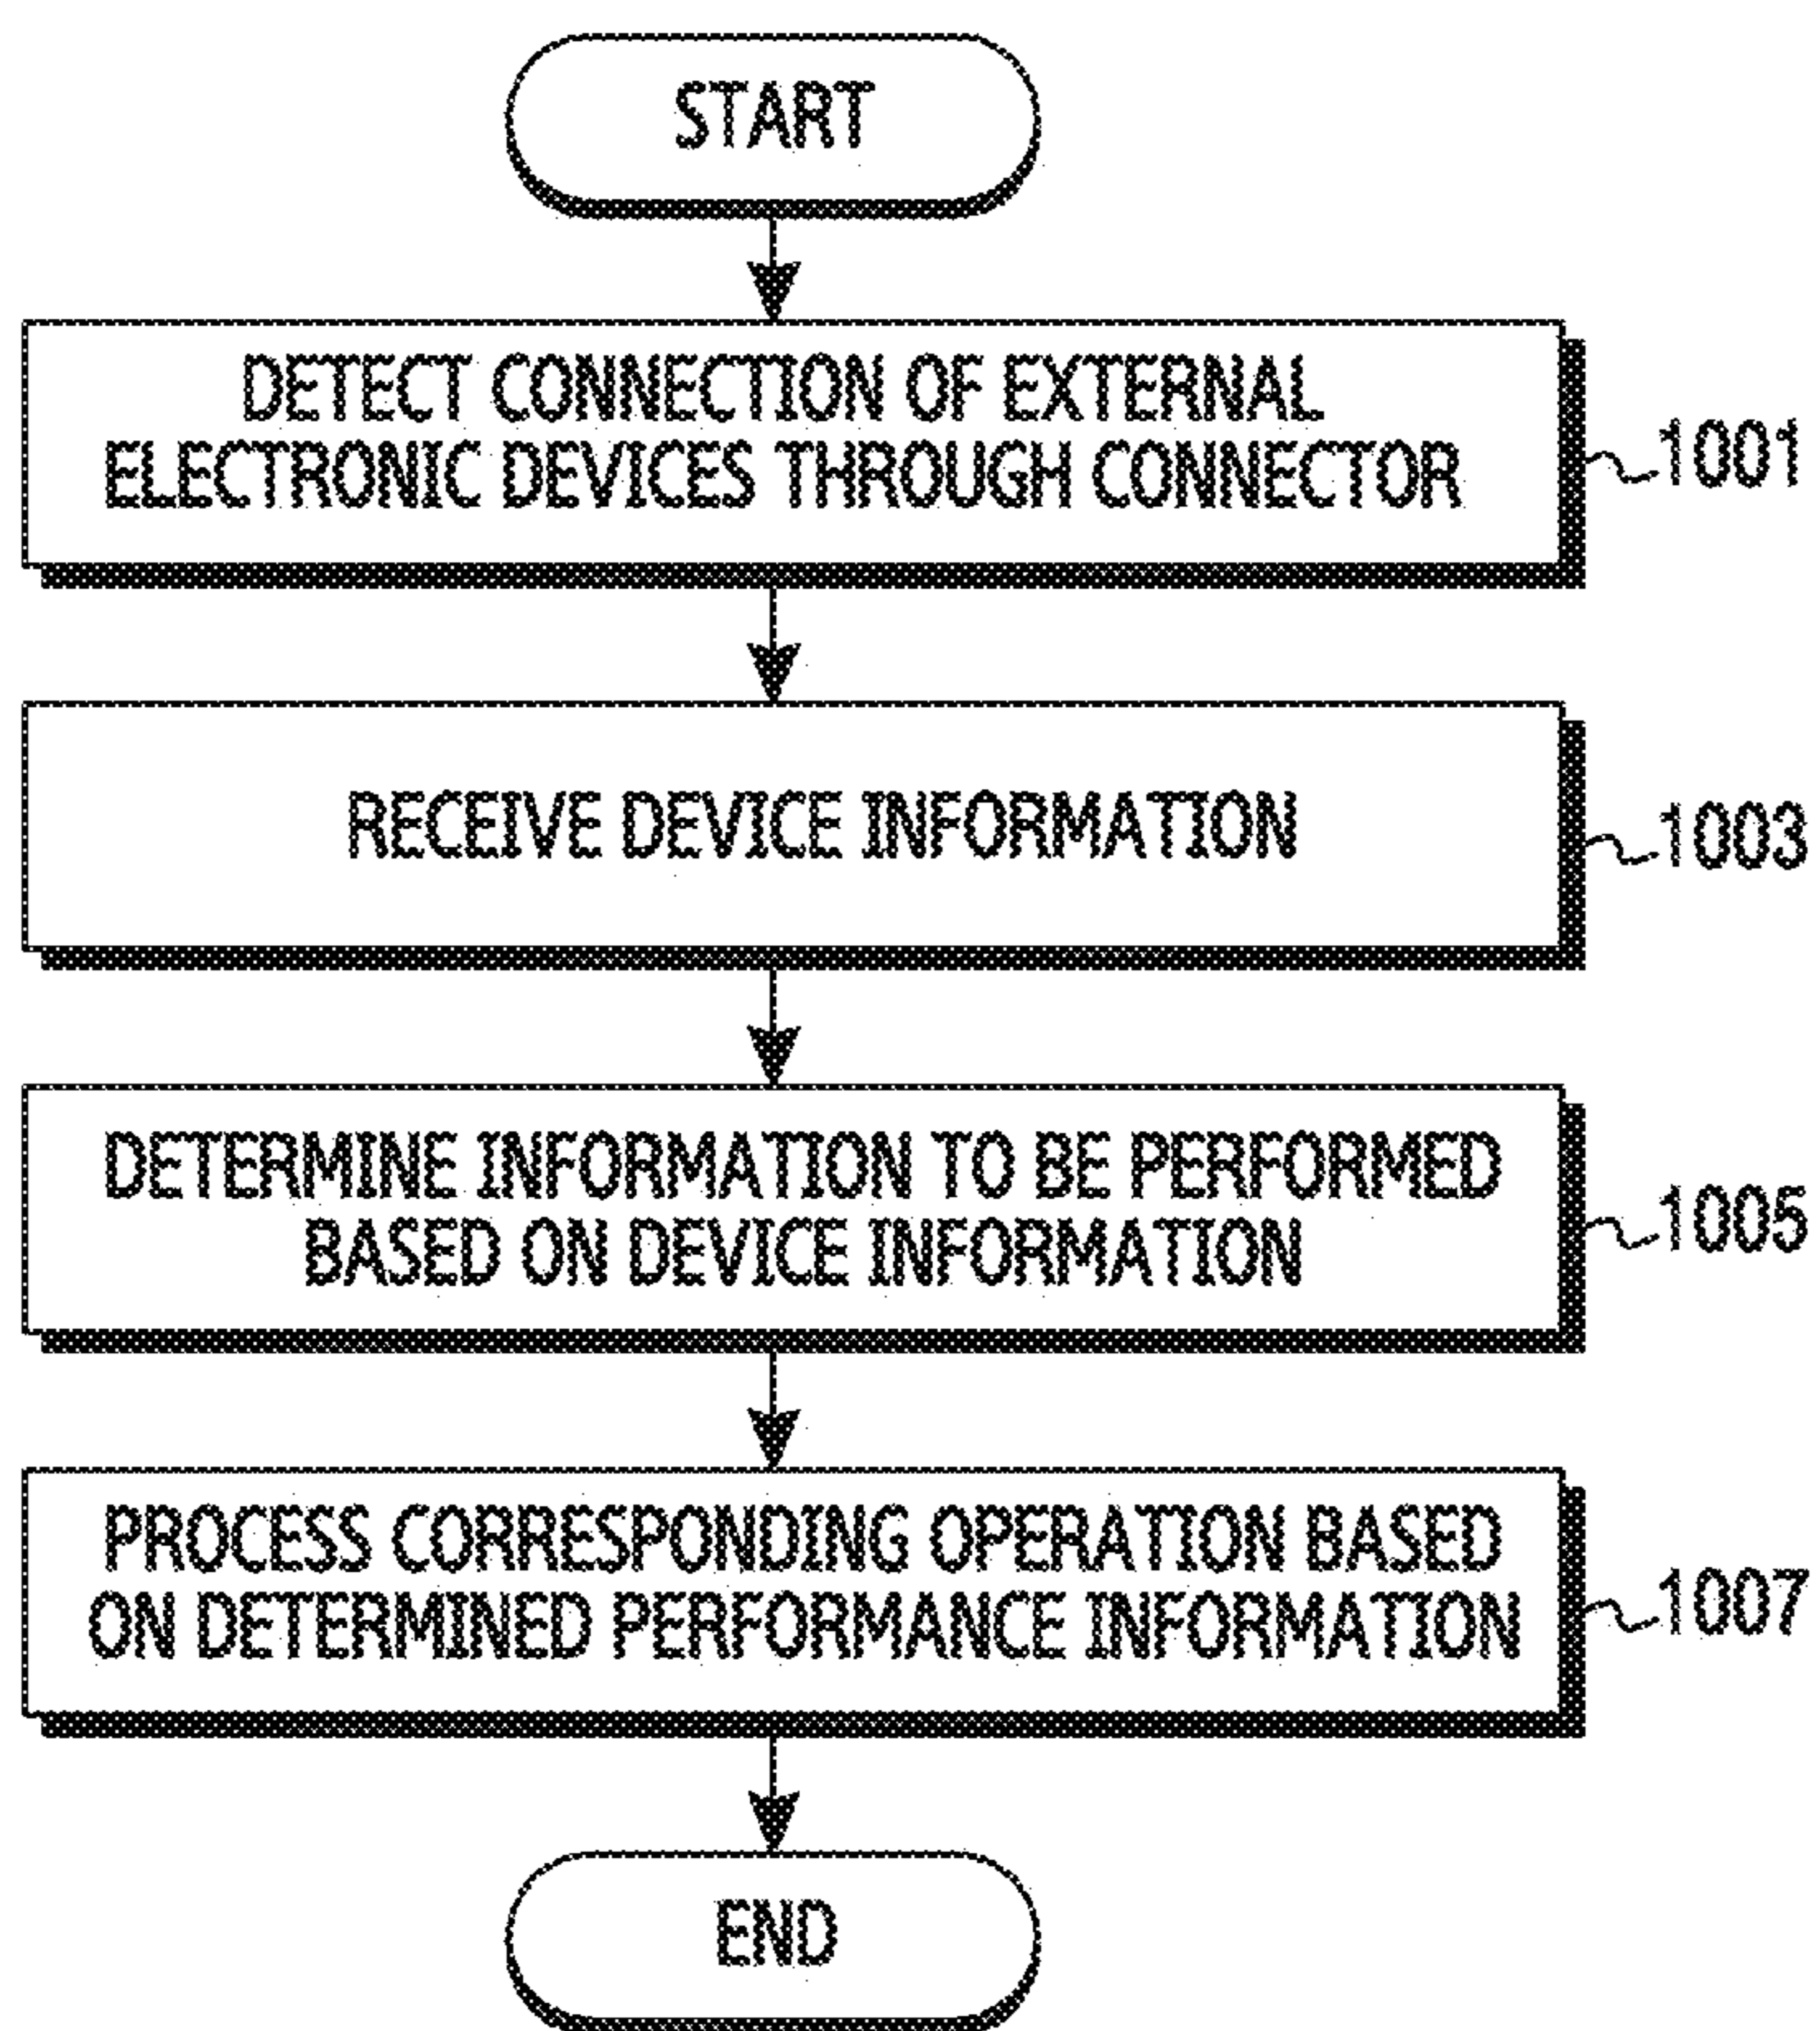 START
DETECT CONNECTION OF EXTERNAL
ELECTRONIC DEVICES THROUGH CONNECTOR
1001
RECEIVE DEVICE INFORMATION
1003
DETERMINE INFORMATION TO BE PERFORMED
BASED ON DEVICE INFORMATION
1005
PROCESS CORRESPONDING OPERATION BASED
ON DETERMINED PERFORMANCE INFORMATION
1007
END